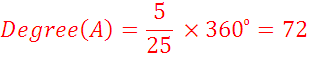 Degree(A) = 5/25 × 360° = 72